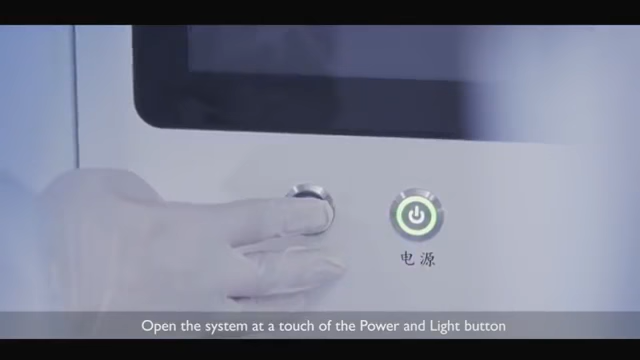 电源
Open the system at a touch of the Power and Light button